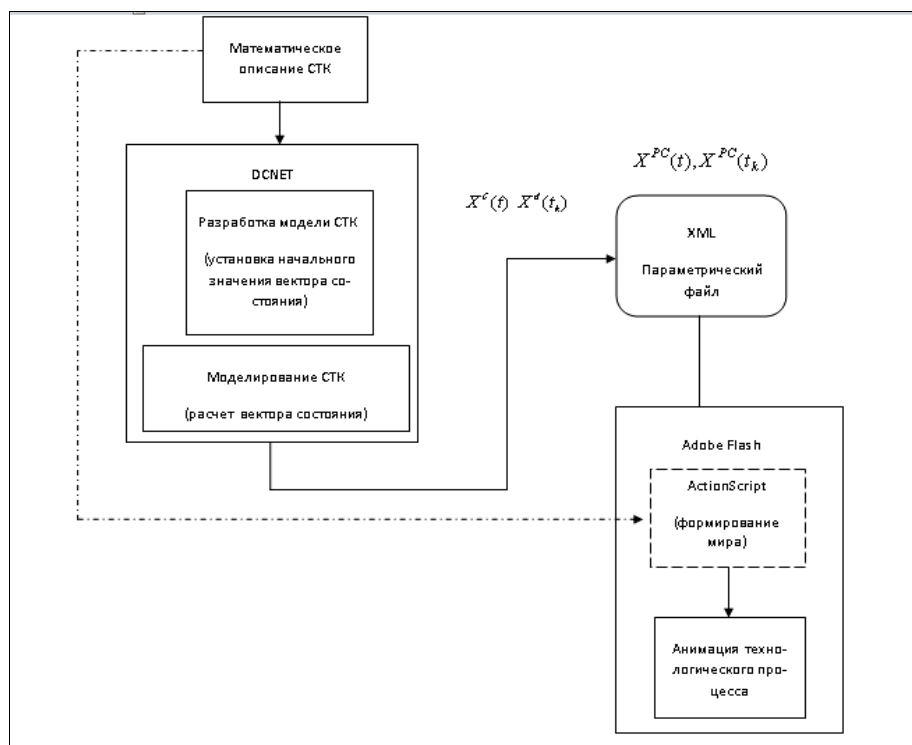 Математическое
описание СТК
DCNET
Разработка модели СТК
(установка начального
значения вектора со-
стояния)
Моделирование СТК
(расчет вектора состояния)
X^c(t) X^d(t_k)
X^{PC}(t), X^{PC}(t_k)
XML
Параметрический
файл
Adobe Flash
ActionScript
(формирование
мира)
Анимация техно-
логического про-
цесса